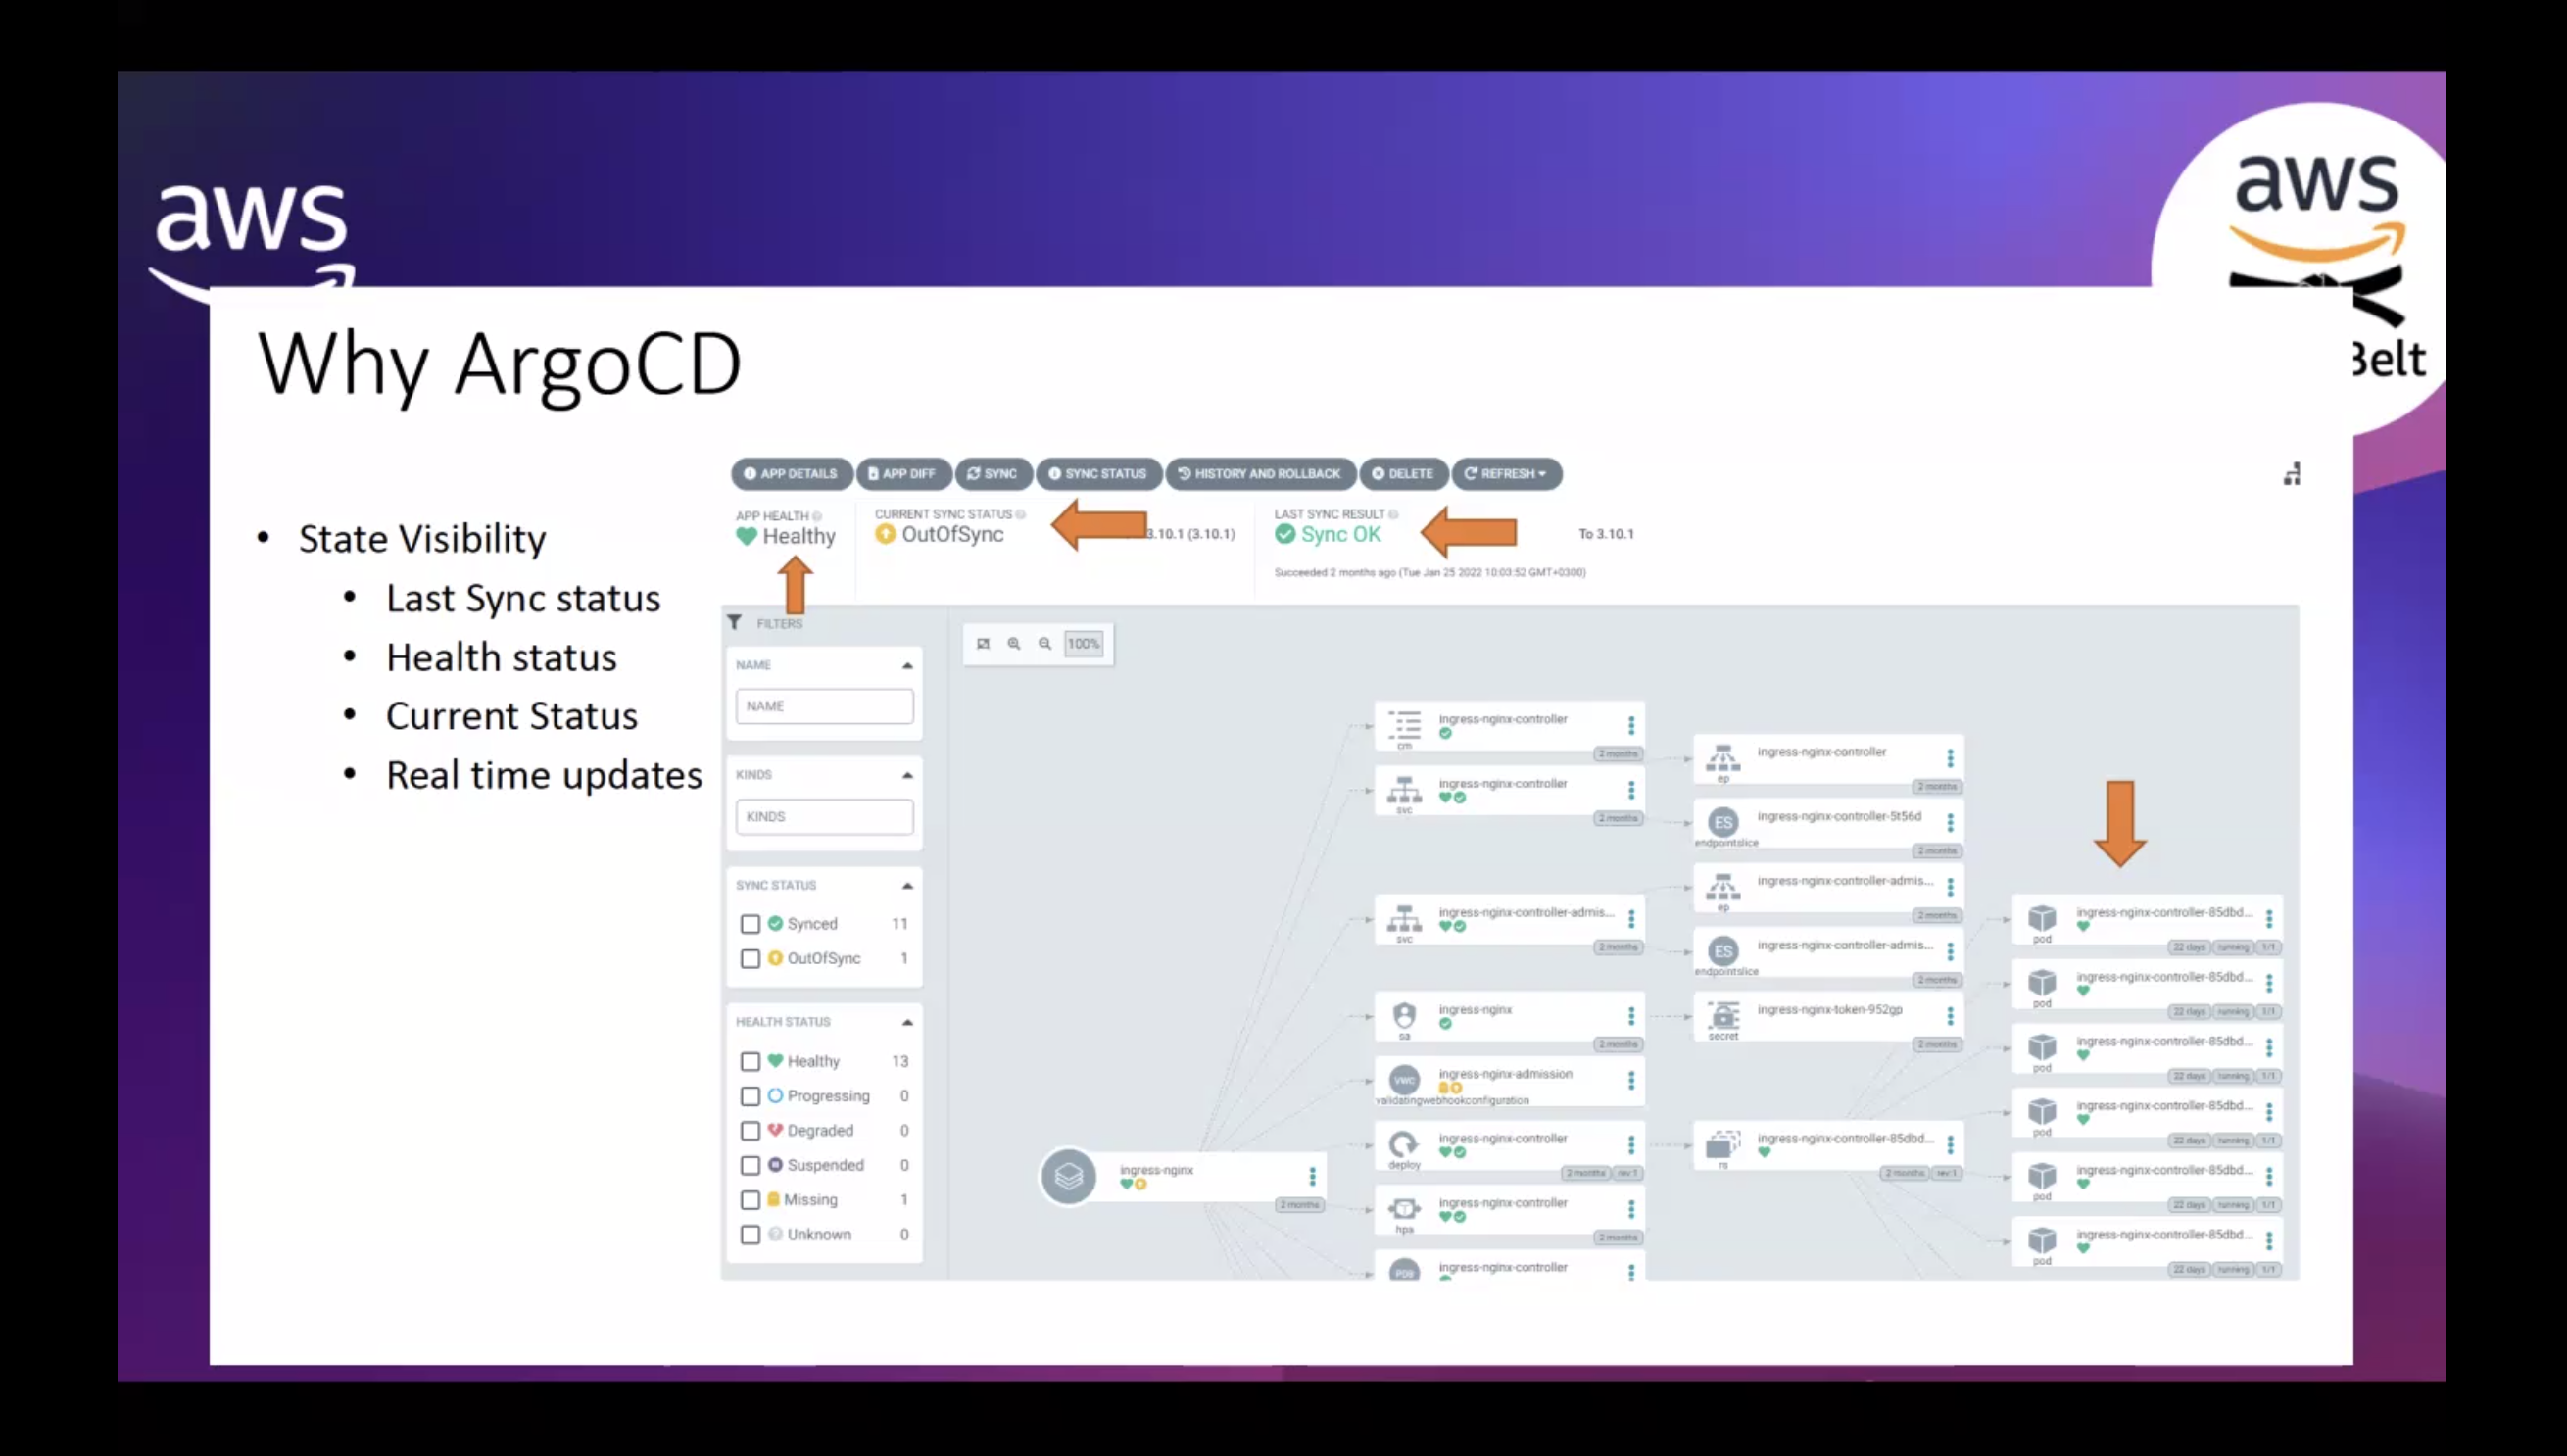 aws
aws
Belt
Why ArgoCD
• State Visibility
• Last Sync status
• Health status
• Current Status
• Real time updates
APP DETAILS
APP DIFF
SYNC
SYNC STATUS
HISTORY AND ROLLBACK
DELETE
REFRESH
APP HEALTH
Healthy
CURRENT SYNC STATUS
OutOfSync
3.10.1 (3.10.1)
LAST SYNC RESULT
Sync OK
To 3.10.1
Succeeded 2 months ago (Tue Jan 25 2022 10:03:52 GMT+0300)
FILTERS
NAME
NAME
KINDS
KINDS
SYNC STATUS
Synced 11
OutOfSync 1
HEALTH STATUS
Healthy 13
Progressing 0
Degraded 0
Suspended 0
Missing 1
Unknown 0
100%
ingress-nginx
2 months
ingress-nginx-controller
cm
2 months
ingress-nginx-controller
svc
2 months
ingress-nginx-controller-admis...
svc
2 months
ingress-nginx
sa
2 months
VWC
ingress-nginx-admission
validatingwebhookconfiguration
ingress-nginx-controller
deploy
2 months rev:1
ingress-nginx-controller
hpa
2 months
PDB
ingress-nginx-controller
ingress-nginx-controller
ep
2 months
ES
ingress-nginx-controller-5t56d
endpointslice
2 months
ingress-nginx-controller-admis...
ep
2 months
ES
ingress-nginx-controller-admis...
endpointslice
2 months
ingress-nginx-token-952gp
secret
2 months
ingress-nginx-controller-85dbd...
rs
2 months rev:1
ingress-nginx-controller-85dbd...
pod
22 days running 1/1
ingress-nginx-controller-85dbd...
pod
22 days running 1/1
ingress-nginx-controller-85dbd...
pod
22 days running 1/1
ingress-nginx-controller-85dbd...
pod
22 days running 1/1
ingress-nginx-controller-85dbd...
pod
22 days running 1/1
ingress-nginx-controller-85dbd...
pod
22 days running 1/1